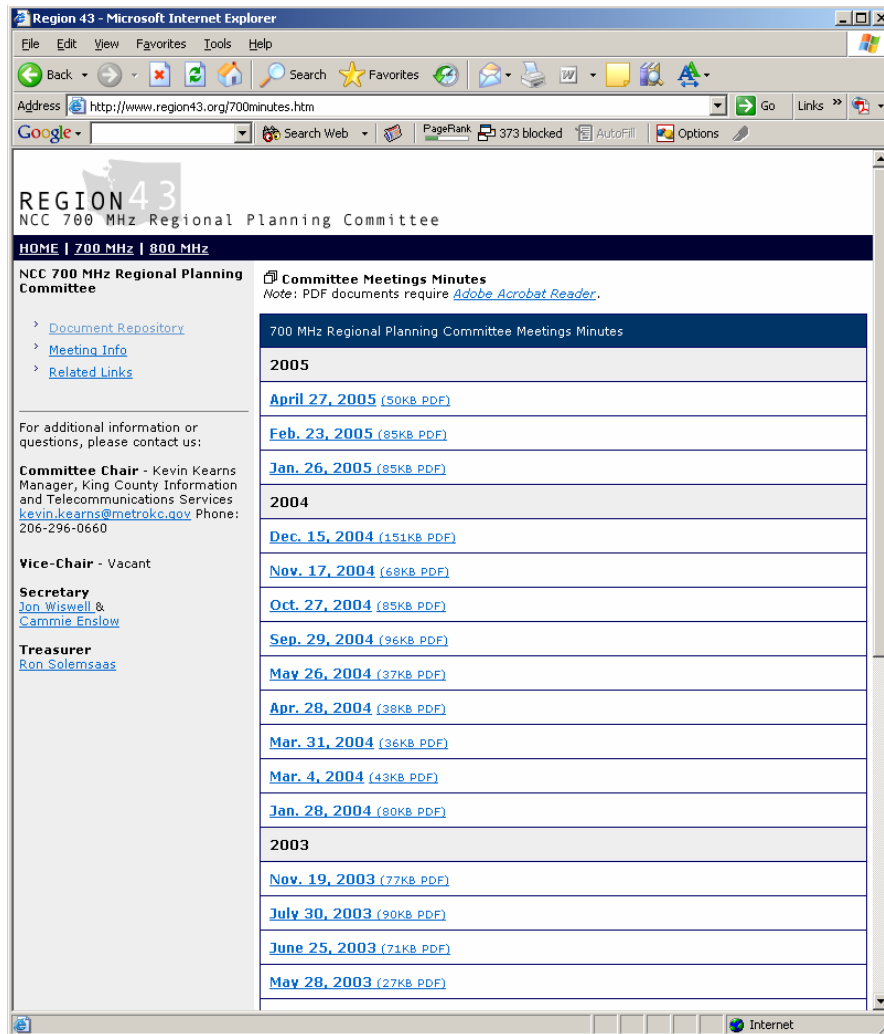 Region 43 - Microsoft Internet Explorer
File Edit View Favorites Tools Help
Back Search Favorites
Address http://www.region43.org/700minutes.htm Go Links »
Google Search Web PageRank 373 blocked AutoFill Options
REGION 43
NCC 700 MHz Regional Planning Committee
HOME | 700 MHz | 800 MHz
NCC 700 MHz Regional Planning
Committee
Document Repository
Meeting Info
Related Links
For additional information or
questions, please contact us:
Committee Chair - Kevin Kearns
Manager, King County Information
and Telecommunications Services
kevin.kearns@metrokc.gov Phone:
206-296-0660
Vice-Chair - Vacant
Secretary
Jon Wiswell &
Cammie Enslow
Treasurer
Ron Solemsaas
Committee Meetings Minutes
Note: PDF documents require Adobe Acrobat Reader.
700 MHz Regional Planning Committee Meetings Minutes
2005
April 27, 2005 (50KB PDF)
Feb. 23, 2005 (85KB PDF)
Jan. 26, 2005 (85KB PDF)
2004
Dec. 15, 2004 (151KB PDF)
Nov. 17, 2004 (68KB PDF)
Oct. 27, 2004 (85KB PDF)
Sep. 29, 2004 (96KB PDF)
May 26, 2004 (37KB PDF)
Apr. 28, 2004 (38KB PDF)
Mar. 31, 2004 (36KB PDF)
Mar. 4, 2004 (43KB PDF)
Jan. 28, 2004 (80KB PDF)
2003
Nov. 19, 2003 (77KB PDF)
July 30, 2003 (90KB PDF)
June 25, 2003 (71KB PDF)
May 28, 2003 (27KB PDF)
Internet